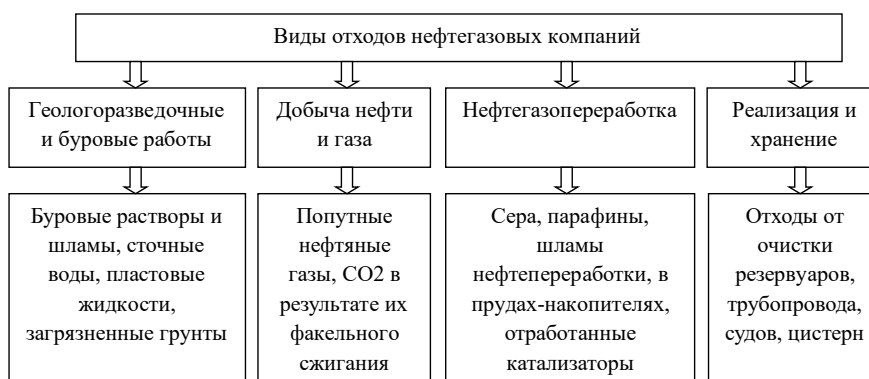 Виды отходов нефтегазовых компаний
Геологоразведочные
и буровые работы
Добыча нефти
и газа
Нефтегазопереработка
Реализация и
хранение
Буровые растворы и
шламы, сточные
воды, пластовые
жидкости,
загрязненные грунты
Попутные
нефтяные
газы, СО2 в
результате их
факельного
сжигания
Сера, парафины,
шламы
нефтепереработки, в
прудах-накопителях,
отработанные
катализаторы
Отходы от
очистки
резервуаров,
трубопровода,
судов, цистерн